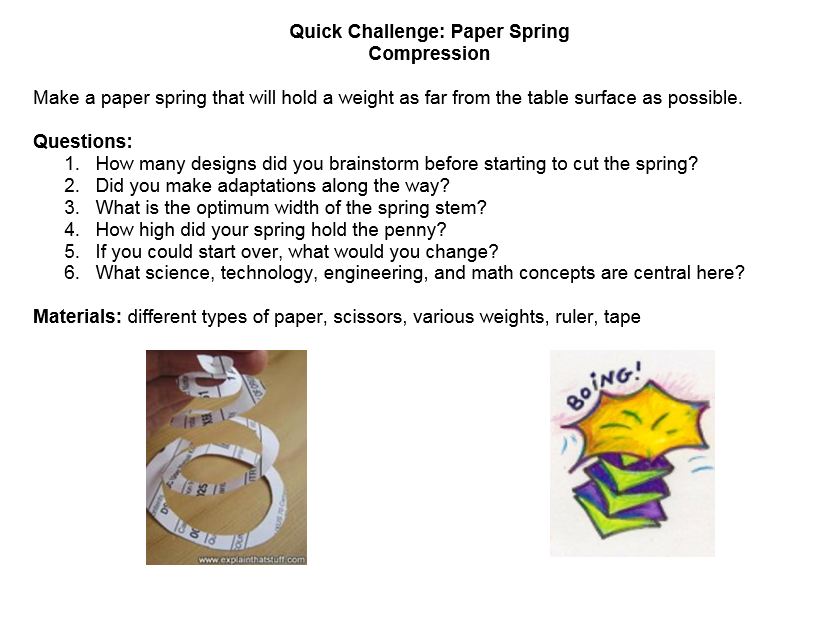 Quick Challenge: Paper Spring
Compression
Make a paper spring that will hold a weight as far from the table surface as possible.
Questions:
1. How many designs did you brainstorm before starting to cut the spring?
2. Did you make adaptations along the way?
3. What is the optimum width of the spring stem?
4. How high did your spring hold the penny?
5. If you could start over, what would you change?
6. What science, technology, engineering, and math concepts are central here?
Materials: different types of paper, scissors, various weights, ruler, tape
BOING!
www.explainthatstuff.com